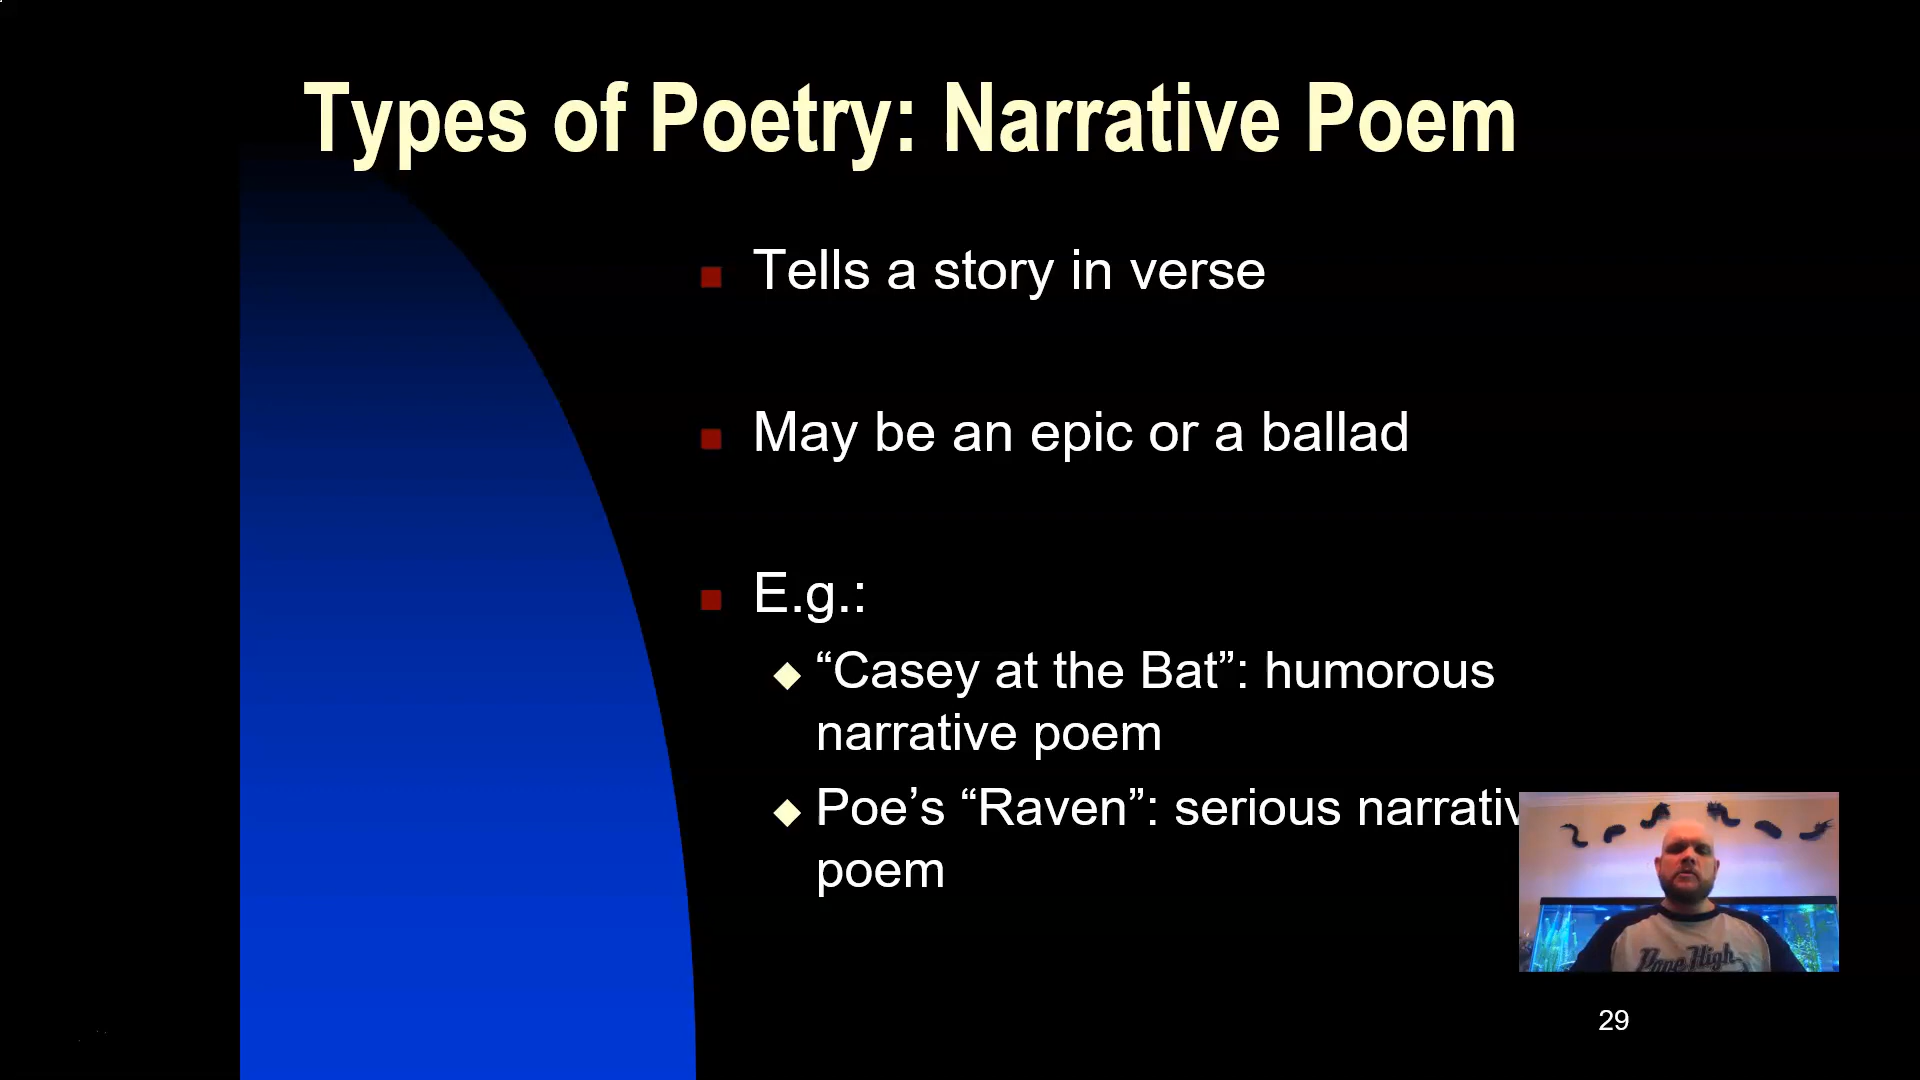 Types of Poetry: Narrative Poem
Tells a story in verse
May be an epic or a ballad
E.g.:
“Casey at the Bat”: humorous
narrative poem
Poe’s “Raven”: serious narrativ
poem
High
29